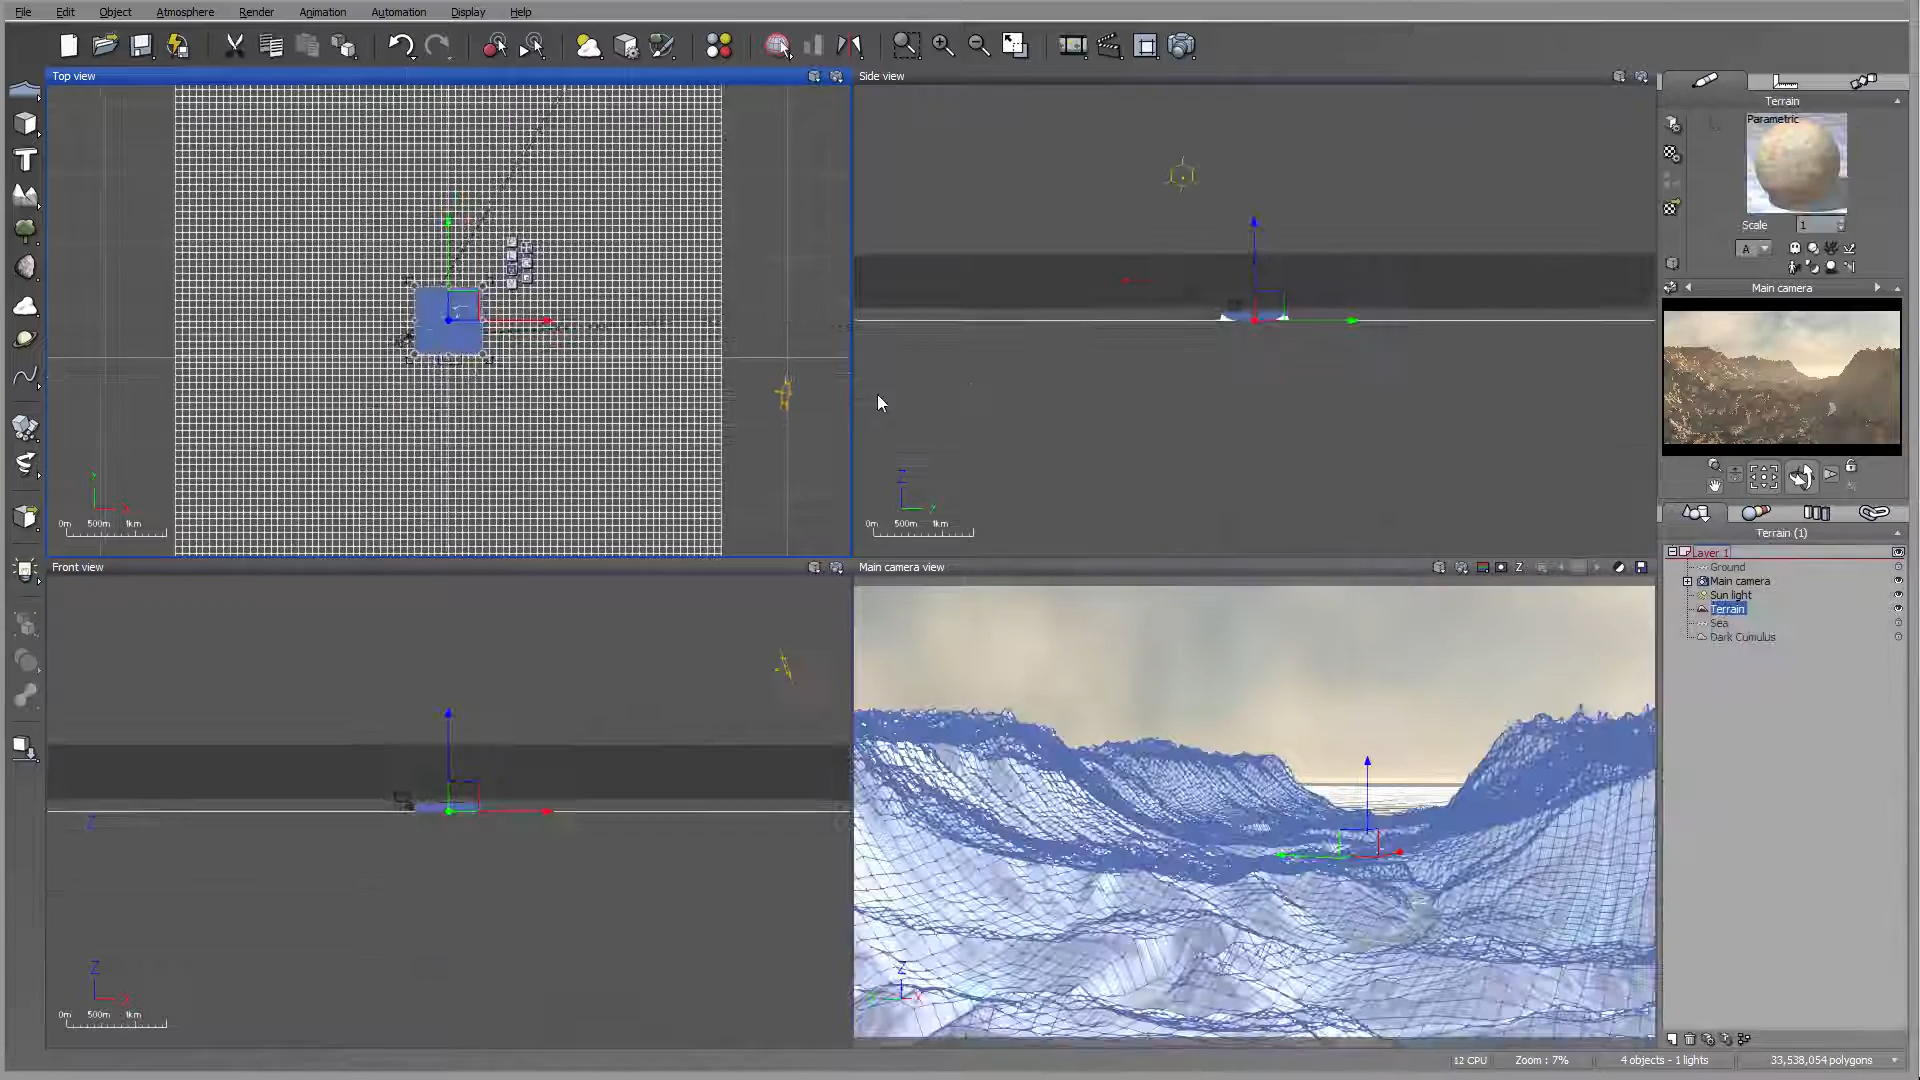 File Edit Object Atmosphere Render Animation Automation Display Help
Top view
Side view
Terrain
Parametric
Scale 1
A
Main camera
0m 500m 1km
0m 500m 1km
Terrain (1)
Front view
Main camera view
Z
Layer 1
Ground
Main camera
Sun light
Terrain
Sea
Dark Cumulus
Z
Z
X
Z
0m 500m 1km
12 CPU Zoom : 7% 4 objects - 1 lights 33,538,054 polygons